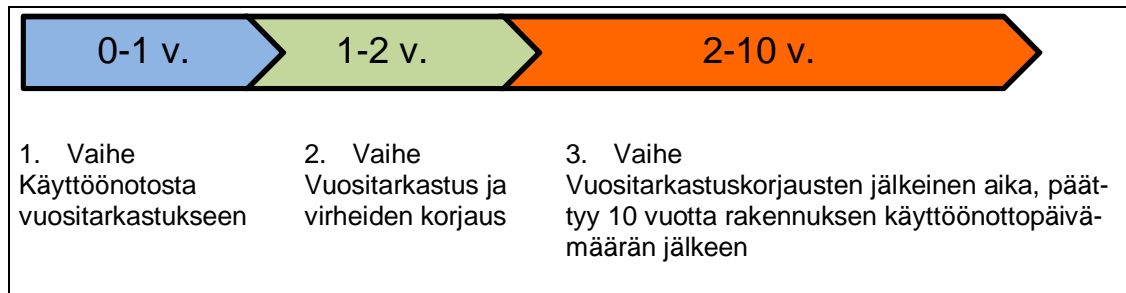 0-1 v.
1-2 v.
2-10 v.
1. Vaihe
Käyttöönotosta
vuositarkastukseen
2. Vaihe
Vuositarkastus ja
virheiden korjaus
3. Vaihe
Vuositarkastuskorjausten jälkeinen aika, päät-
tyy 10 vuotta rakennuksen käyttöönottopäivä-
määrän jälkeen